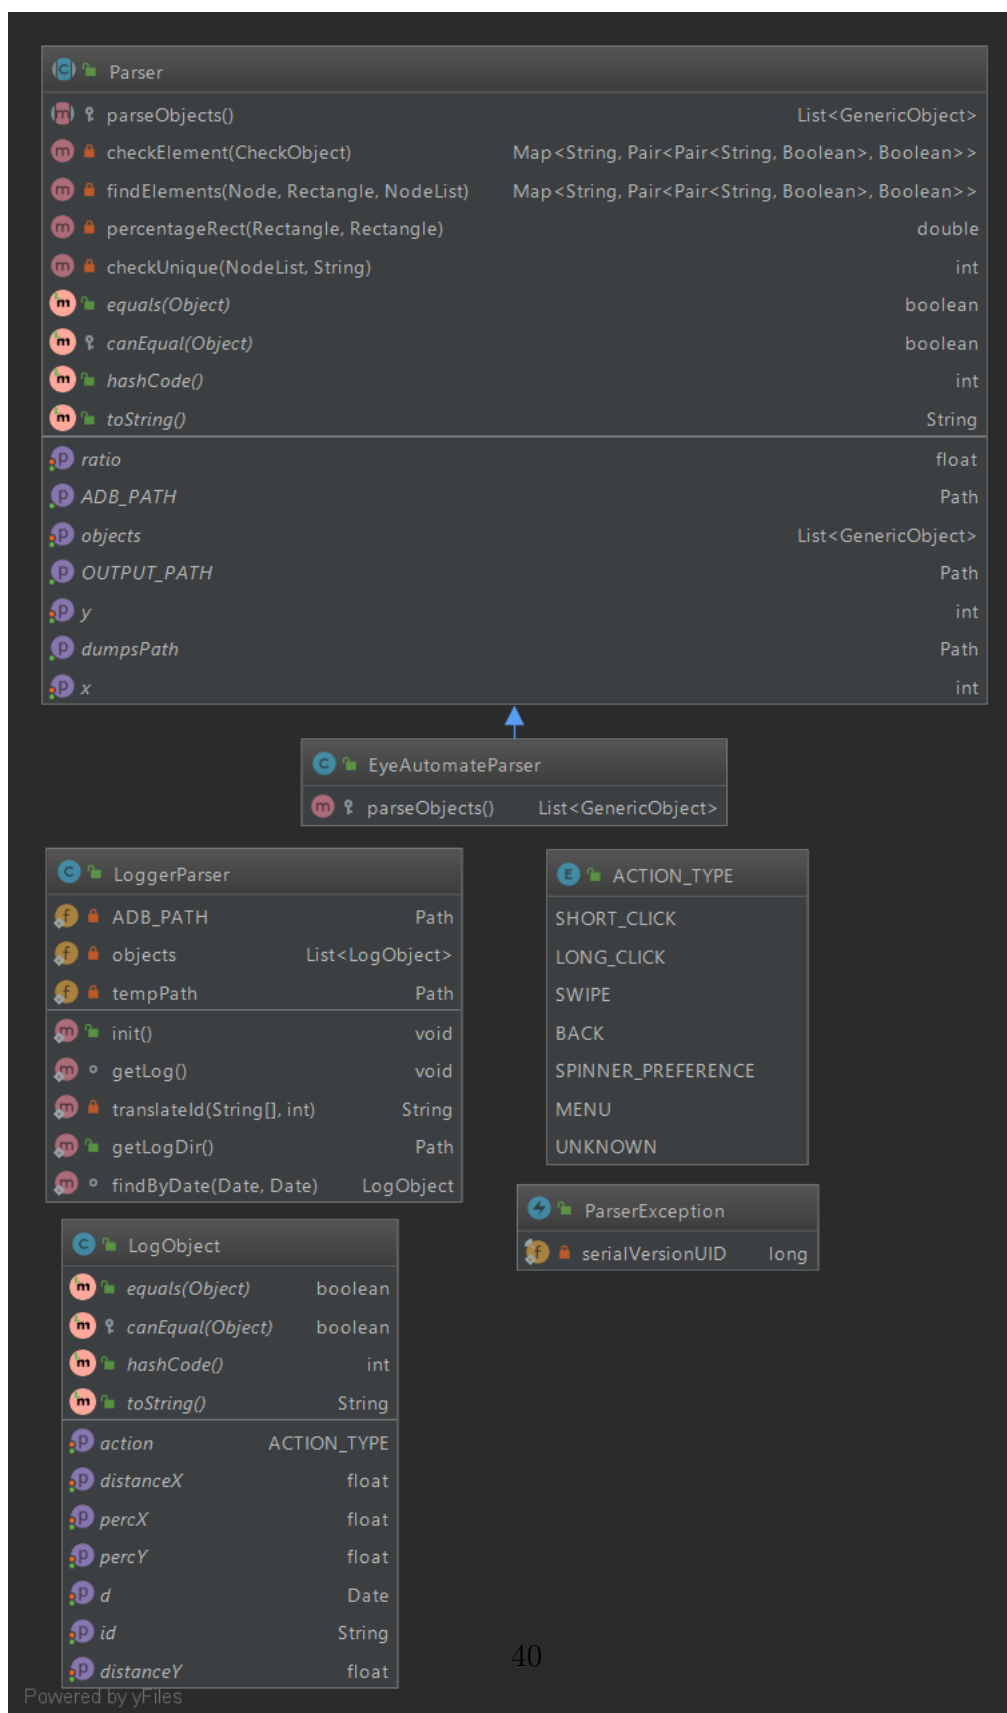 Parser
parseObjects() List<GenericObject>
checkElement(CheckObject) Map<String, Pair<Pair<String, Boolean>, Boolean>>
findElements(Node, Rectangle, NodeList) Map<String, Pair<Pair<String, Boolean>, Boolean>>
percentageRect(Rectangle, Rectangle) double
checkUnique(NodeList, String) int
equals(Object) boolean
canEqual(Object) boolean
hashCode() int
toString() String
ratio float
ADB_PATH Path
objects List<GenericObject>
OUTPUT_PATH Path
y int
dumpsPath Path
x int
EyeAutomateParser
parseObjects() List<GenericObject>
LoggerParser
ADB_PATH Path
objects List<LogObject>
tempPath Path
init() void
getLog() void
translateId(String[], int) String
getLogDir() Path
findByDate(Date, Date) LogObject
ACTION_TYPE
SHORT_CLICK
LONG_CLICK
SWIPE
BACK
SPINNER_PREFERENCE
MENU
UNKNOWN
ParserException
serialVersionUID long
LogObject
equals(Object) boolean
canEqual(Object) boolean
hashCode() int
toString() String
action ACTION_TYPE
distanceX float
percX float
percY float
d Date
id String
distanceY float
40
Powered by yFiles